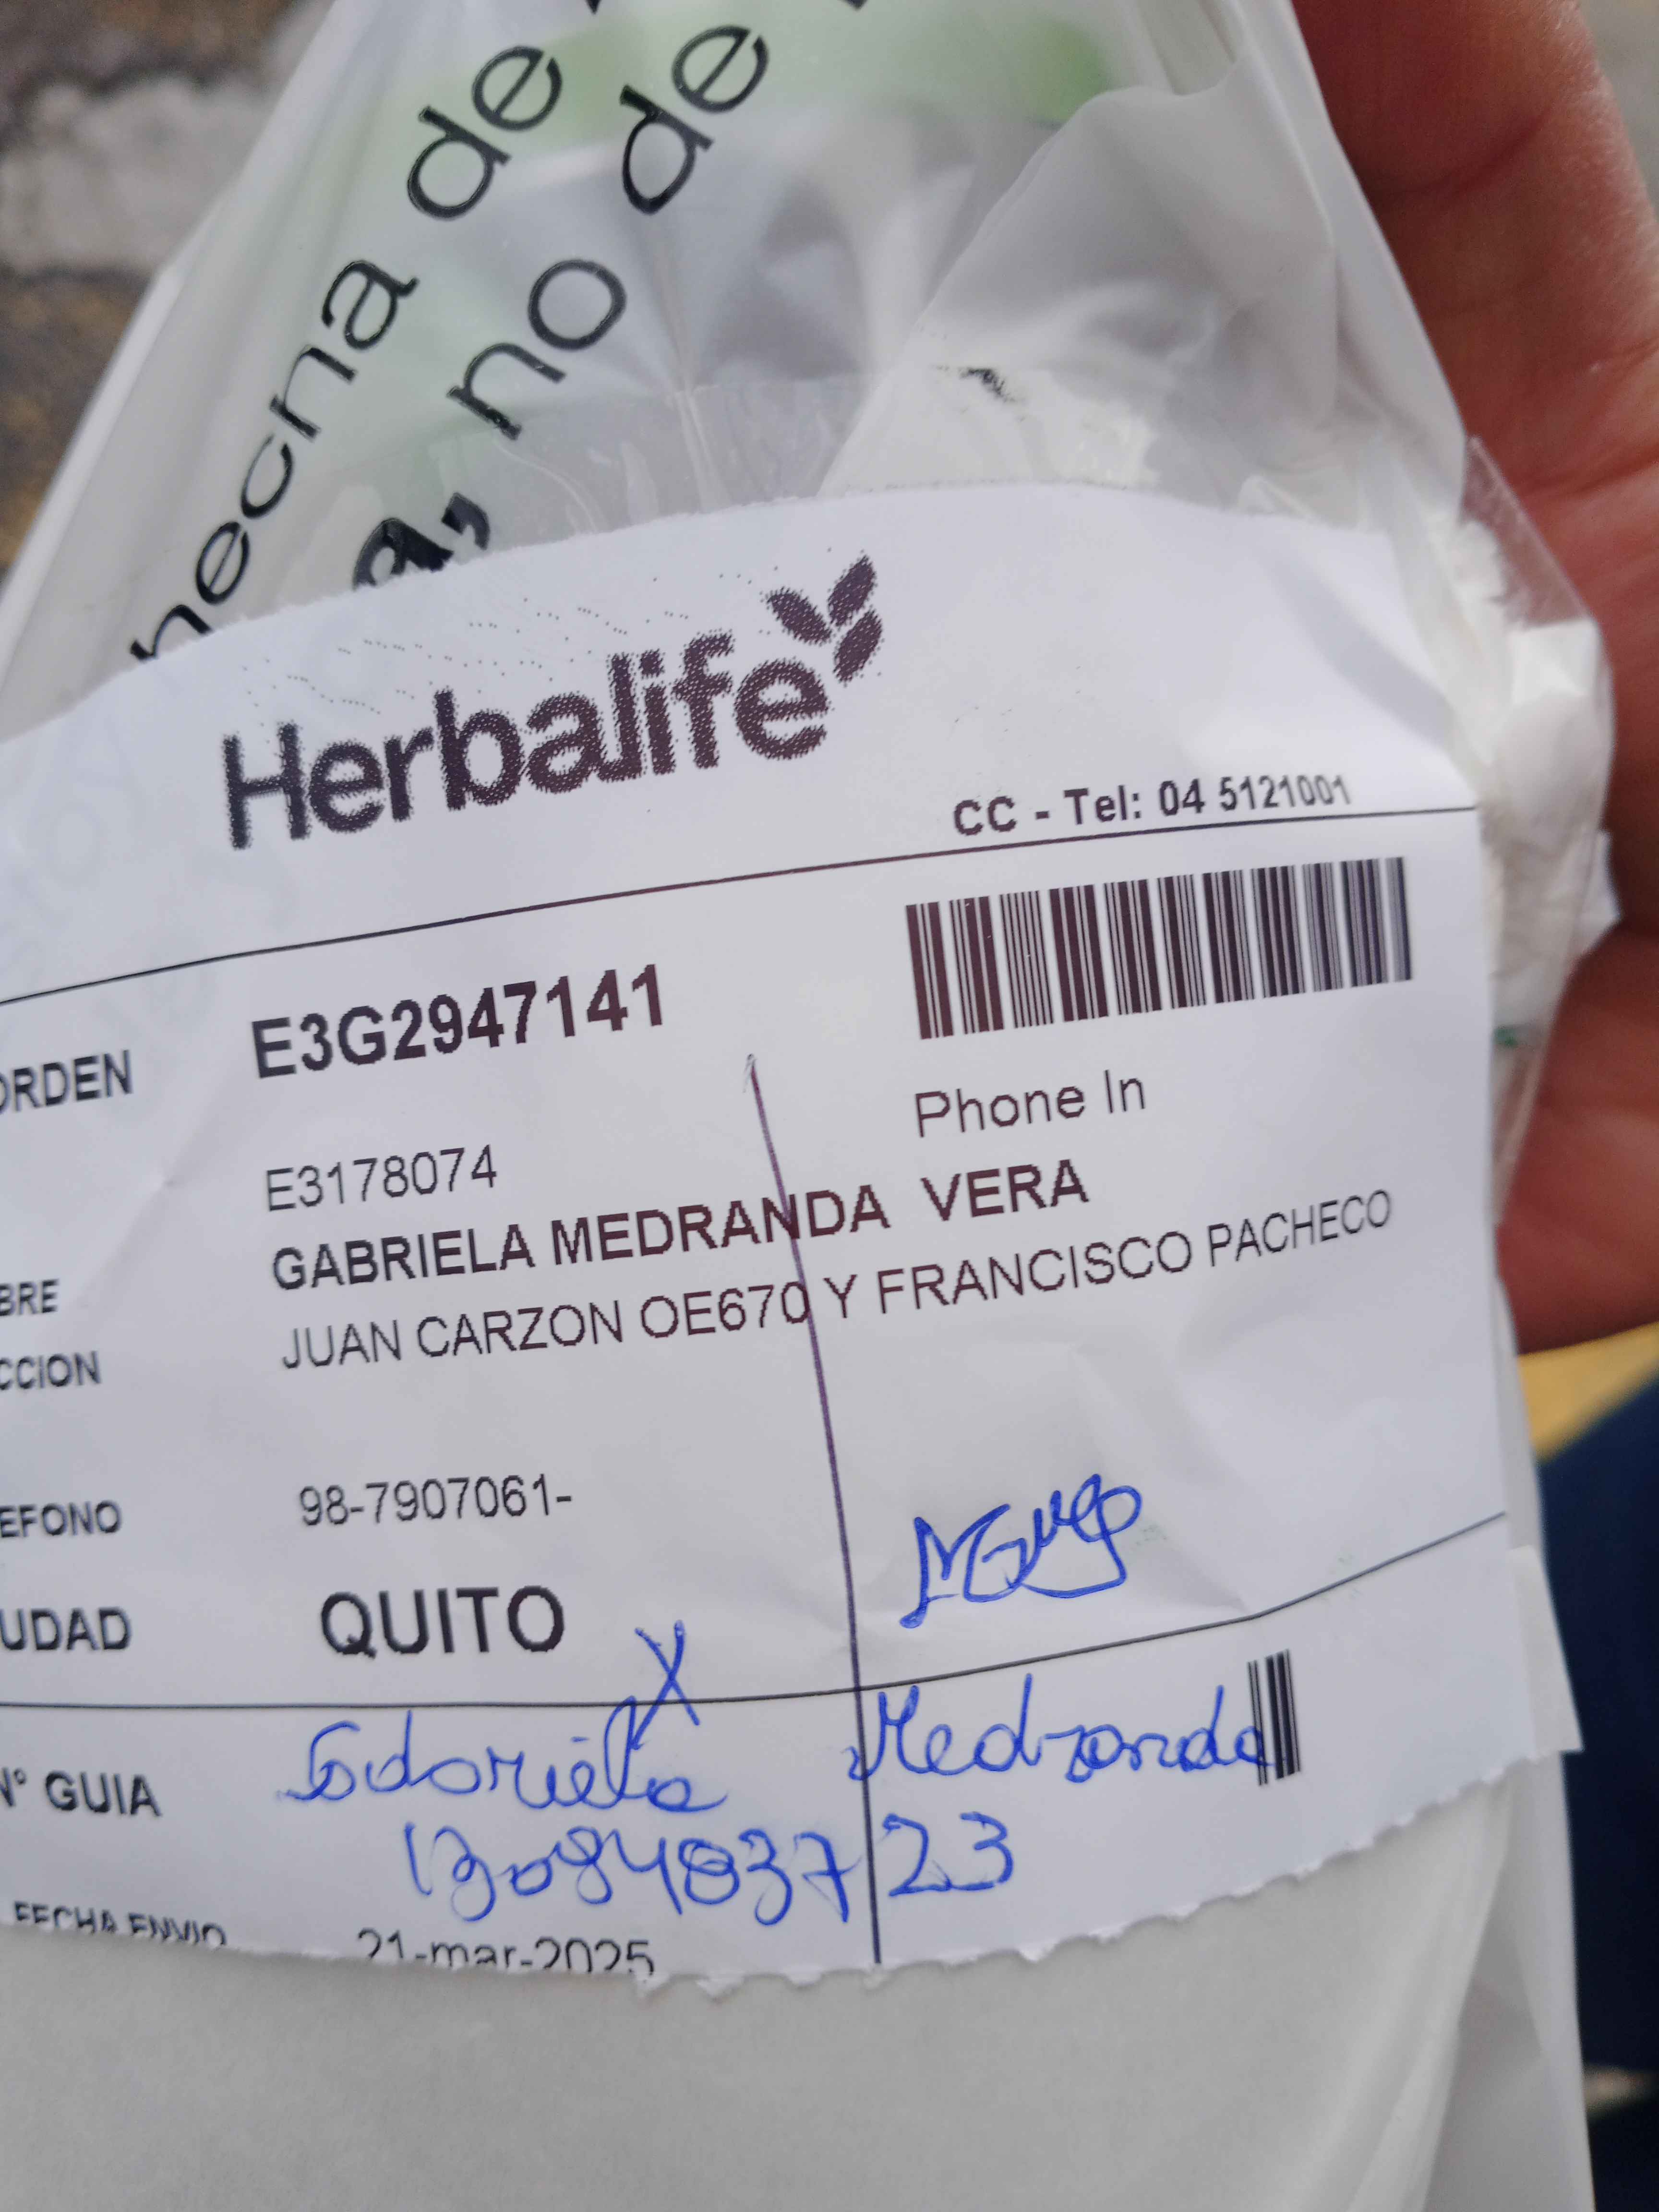 necna de
a, no de
Herbalife
CC - Tel: 04 5121001
ORDEN E3G2947141
Phone In
E3178074
BRE GABRIELA MEDRANDA VERA
CCION JUAN CARZON OE670 Y FRANCISCO PACHECO
EFONO 98-7907061-
UDAD QUITO
X
N° GUIA Gabriela Medranda
1308483723
FECHA ENVIO 21-mar-2025